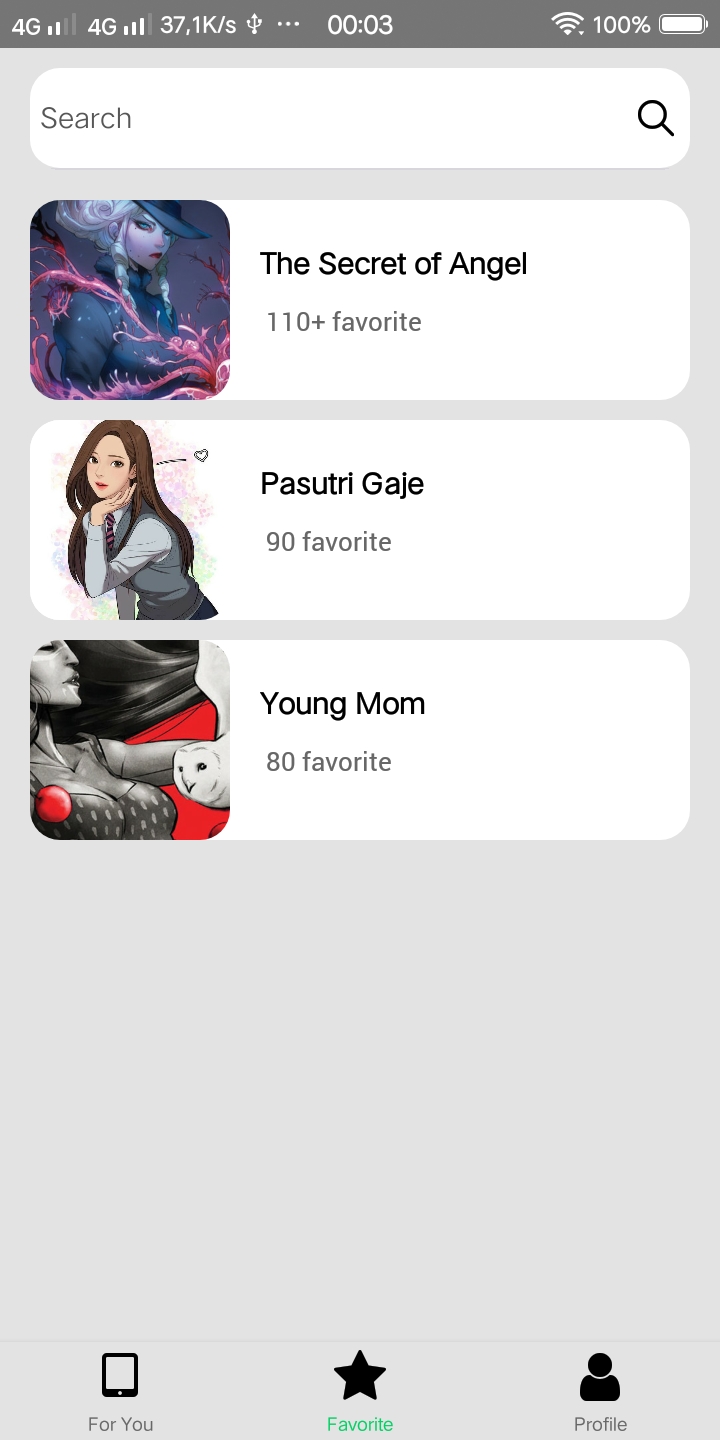 4G 4G 37,1K/s ... 00:03 100%
Search
The Secret of Angel
110+ favorite
Pasutri Gaje
90 favorite
Young Mom
80 favorite
For You Favorite Profile